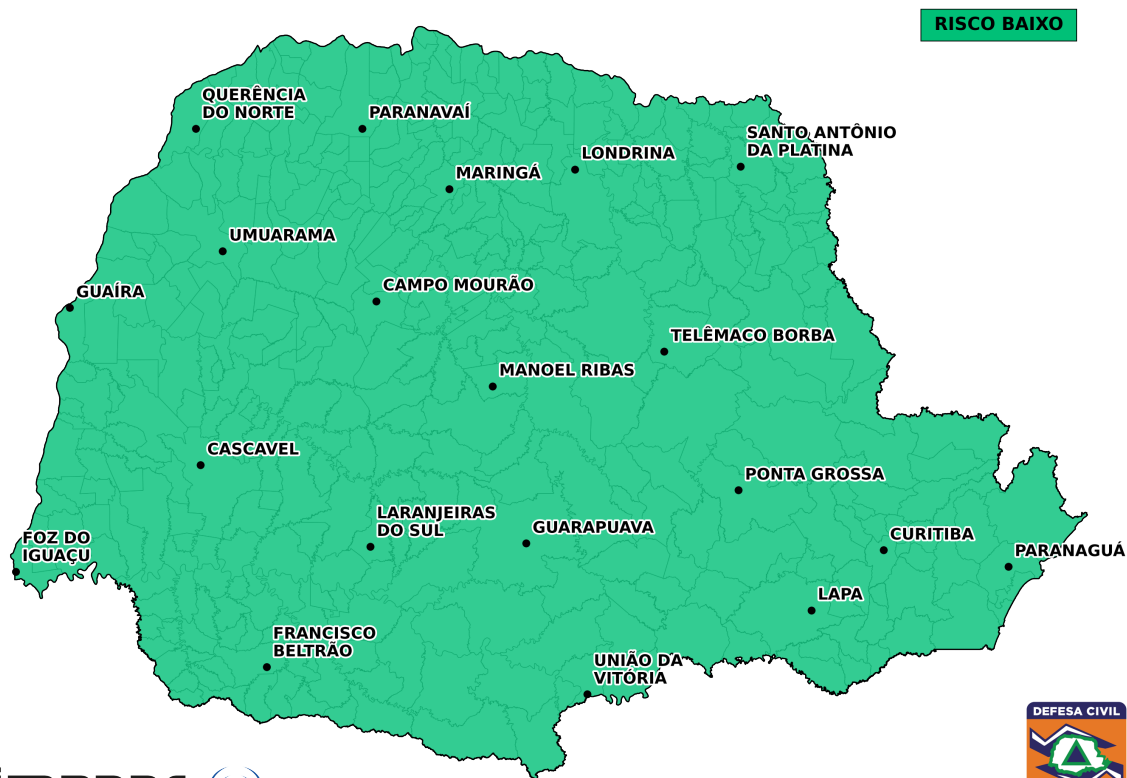 RISCO BAIXO
QUERÊNCIA
DO NORTE
PARANAVAÍ
SANTO ANTÔNIO
DA PLATINA
LONDRINA
MARINGÁ
UMUARAMA
CAMPO MOURÃO
GUAÍRA
TELÊMACO BORBA
MANOEL RIBAS
CASCAVEL
PONTA GROSSA
LARANJEIRAS
DO SUL
GUARAPUAVA
CURITIBA
FOZ DO
IGUAÇU
PARANAGUÁ
LAPA
FRANCISCO
BELTRÃO
UNIÃO DA
VITÓRIA
DEFESA CIVIL